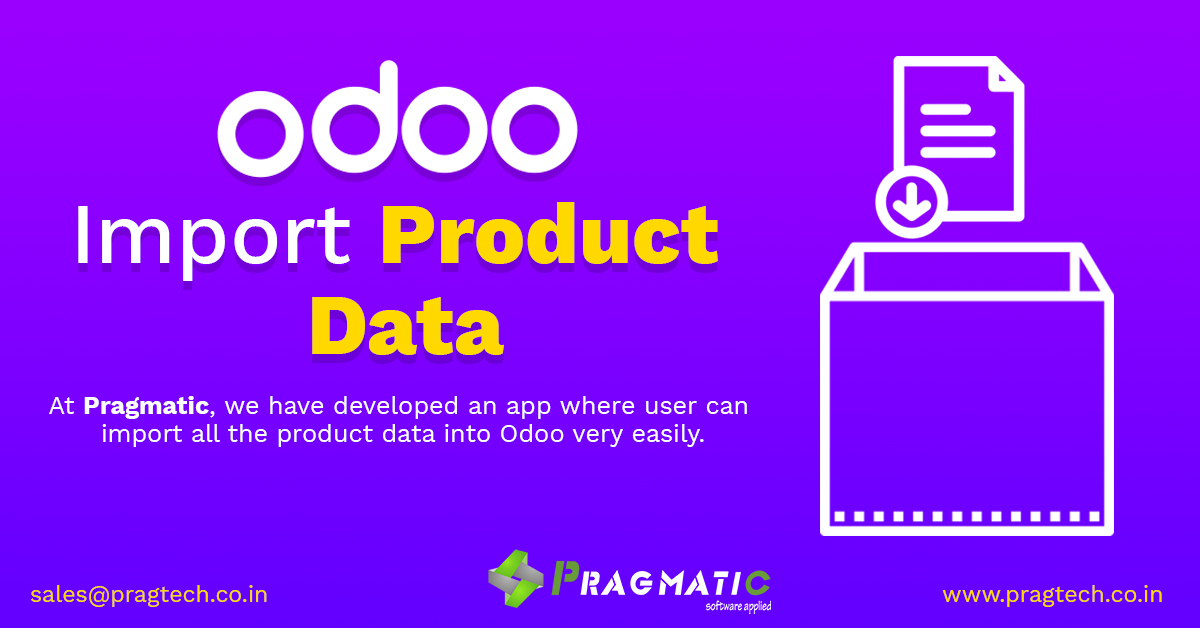 odoo
Import Product
Data
At Pragmatic, we have developed an app where user can
import all the product data into Odoo very easily.
PRAGMATIC
software applied
sales@pragtech.co.in
www.pragtech.co.in